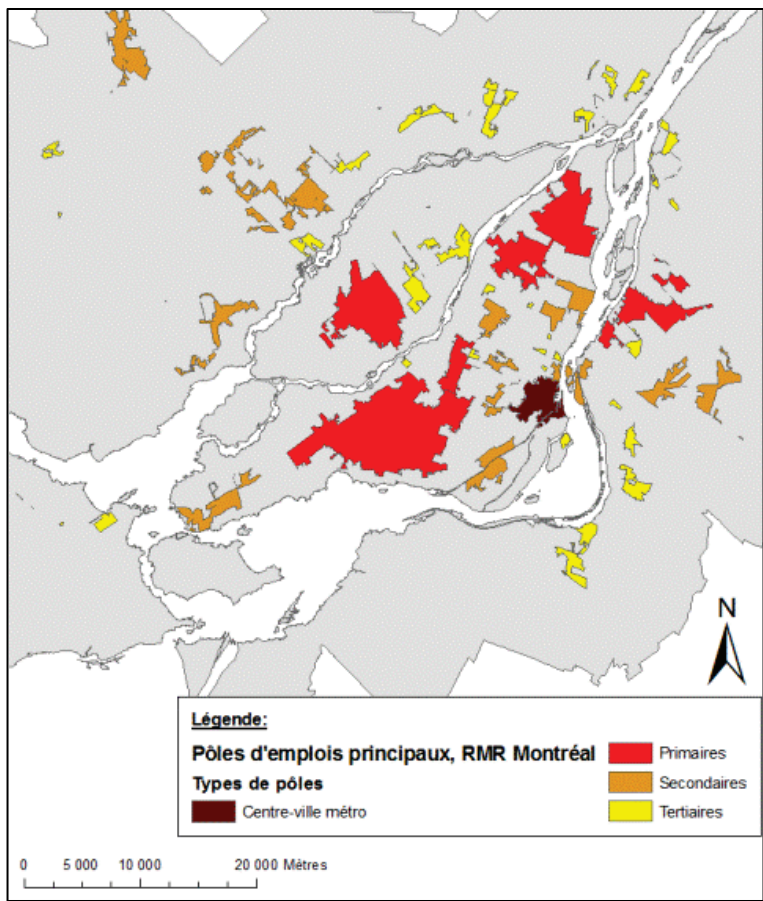 N
Légende:
Pôles d'emplois principaux, RMR Montréal
Types de pôles
Centre-ville métro
Primaires
Secondaires
Tertiaires
0 5 000 10 000 20 000 Mètres